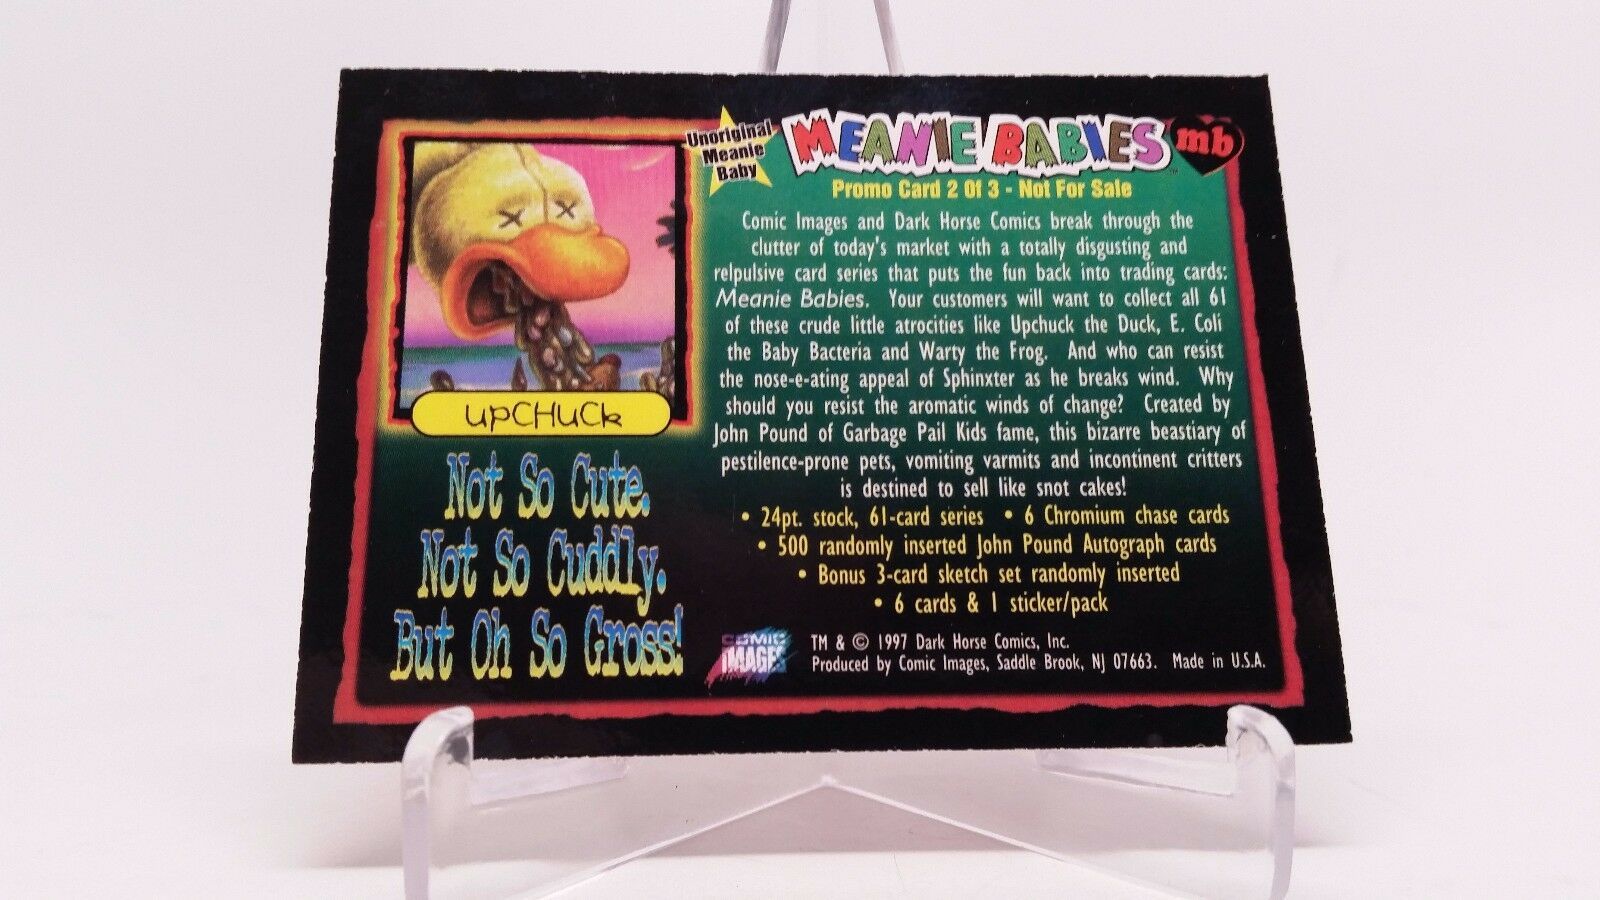 Unoriginal
Meanie
Baby
MEANIE BABIES™
mb
Promo Card 2 Of 3 - Not For Sale
Comic Images and Dark Horse Comics break through the
clutter of today's market with a totally disgusting and
relpulsive card series that puts the fun back into trading cards:
Meanie Babies. Your customers will want to collect all 61
of these crude little atrocities like Upchuck the Duck, E. Coli
the Baby Bacteria and Warty the Frog. And who can resist
the nose-e-ating appeal of Sphinxter as he breaks wind. Why
should you resist the aromatic winds of change? Created by
John Pound of Garbage Pail Kids fame, this bizarre beastiary of
pestilence-prone pets, vomiting varmits and incontinent critters
is destined to sell like snot cakes!
• 24pt. stock, 61-card series • 6 Chromium chase cards
• 500 randomly inserted John Pound Autograph cards
• Bonus 3-card sketch set randomly inserted
• 6 cards & 1 sticker/pack
upCHuCk
Not So Cute.
Not So Cuddly.
But Oh So Gross!
COMIC
IMAGES
TM & © 1997 Dark Horse Comics, Inc.
Produced by Comic Images, Saddle Brook, NJ 07663. Made in U.S.A.